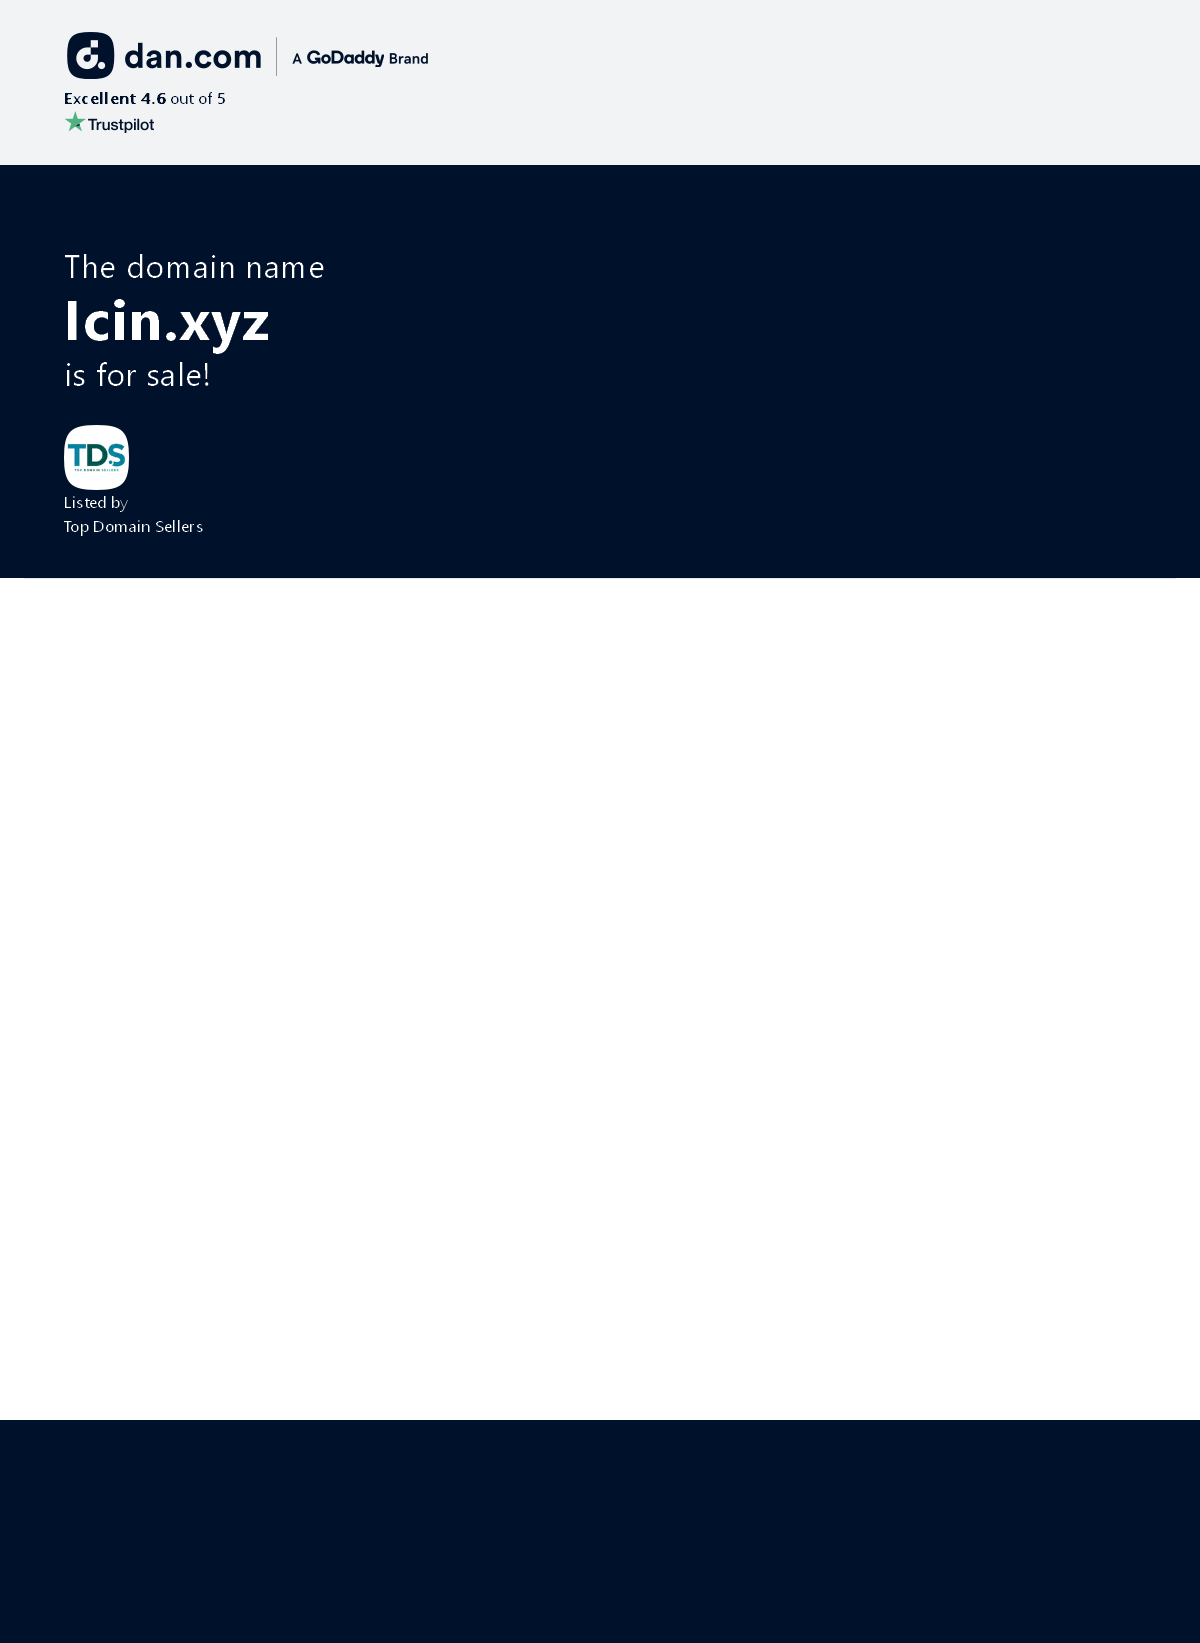 dan.com
A GoDaddy Brand
Excellent 4.6 out of 5
Trustpilot
The domain name
Icin.xyz
is for sale!
TDS
TOP DOMAIN SELLERS
Listed by
Top Domain Sellers